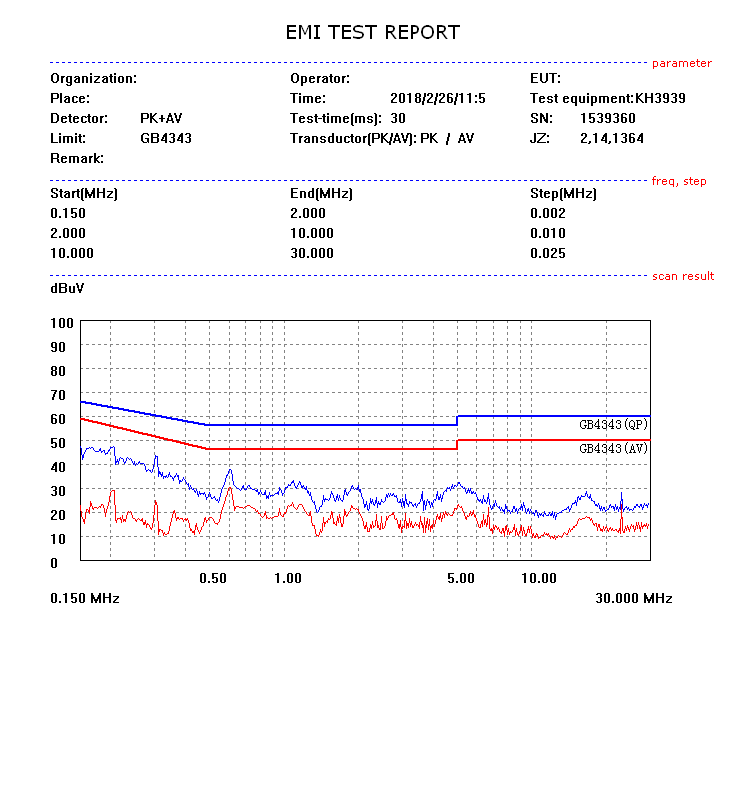 EMI TEST REPORT
parameter
Organization: Operator: EUT:
Place: Time: 2018/2/26/11:5 Test equipment:KH3939
Detector: PK+AV Test-time(ms): 30 SN: 1539360
Limit: GB4343 Transductor(PK/AV): PK / AV JZ: 2,14,1364
Remark:
freq, step
Start(MHz) End(MHz) Step(MHz)
0.150 2.000 0.002
2.000 10.000 0.010
10.000 30.000 0.025
scan result
dBuV
100
90
80
70
60
GB4343(QP)
50
GB4343(AV)
40
30
20
10
0
0.50 1.00 5.00 10.00
0.150 MHz 30.000 MHz